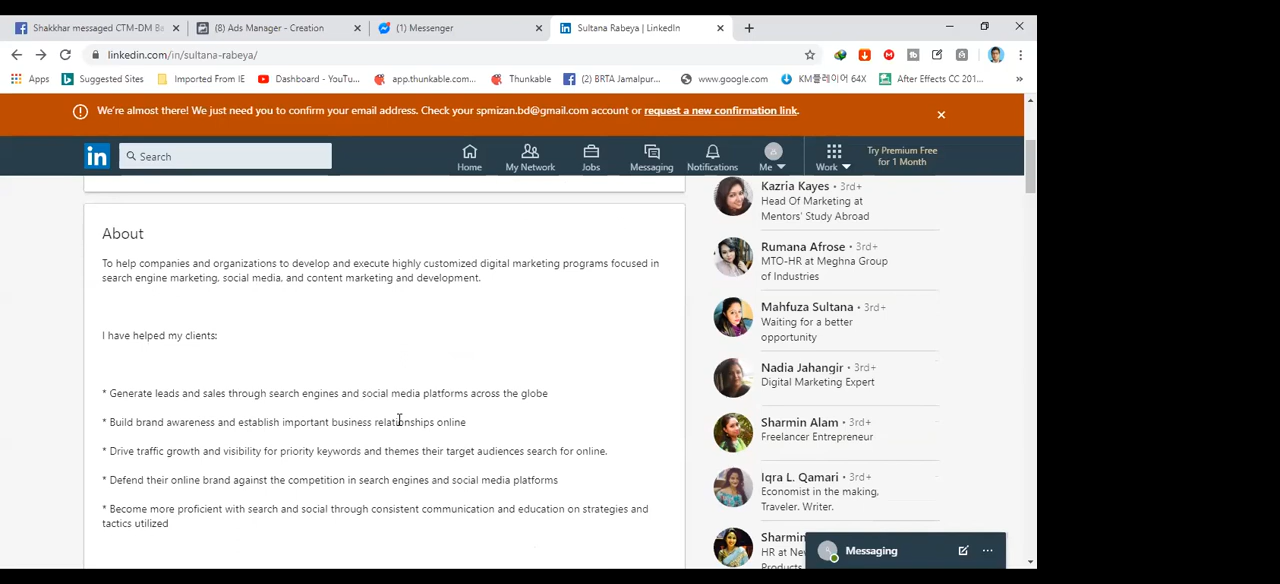 Shakkhar messaged CTM-DM B
(8) Ads Manager - Creation
(1) Messenger
Sultana Rabeya | LinkedIn
linkedin.com/in/sultana-rabeya/
Apps
Suggested Sites
Imported From IE
Dashboard - YouTu...
app.thunkable.com...
Thunkable
(2) BRTA Jamalpur...
www.google.com
KM플레이어 64X
After Effects CC 201...
We're almost there! We just need you to confirm your email address. Check your spmizan.bd@gmail.com account or request a new confirmation link.
in
Search
Home
My Network
Jobs
Messaging
Notifications
Me
Work
Try Premium Free
for 1 Month
About
To help companies and organizations to develop and execute highly customized digital marketing programs focused in
search engine marketing, social media, and content marketing and development.
I have helped my clients:
* Generate leads and sales through search engines and social media platforms across the globe
* Build brand awareness and establish important business relationships online
* Drive traffic growth and visibility for priority keywords and themes their target audiences search for online.
* Defend their online brand against the competition in search engines and social media platforms
* Become more proficient with search and social through consistent communication and education on strategies and
tactics utilized
Kazria Kayes • 3rd+
Head Of Marketing at
Mentors' Study Abroad
Rumana Afrose • 3rd+
MTO-HR at Meghna Group
of Industries
Mahfuza Sultana • 3rd+
Waiting for a better
opportunity
Nadia Jahangir • 3rd+
Digital Marketing Expert
Sharmin Alam • 3rd+
Freelancer Entrepreneur
Iqra L. Qamari • 3rd+
Economist in the making,
Traveler. Writer.
Sharmin
HR at Ne
Products
Messaging